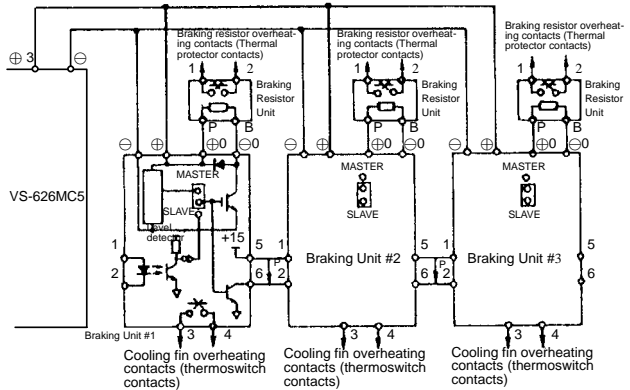 Braking resistor overheat-
ing contacts (Thermal
protector contacts)
1 2
Braking
Resistor
Unit
P B
Braking resistor overheat-
ing contacts (Thermal
protector contacts)
1 2
Braking
Resistor
Unit
P B
Braking resistor overheat-
ing contacts (Thermal
protector contacts)
1 2
Braking
Resistor
Unit
P B
⊕ 3 ⊖
VS-626MC5
⊖ ⊕ ⊕0 ⊖0
MASTER
SLAVE
Level
detector
+15
1
2
5
6
P
3 4
Braking Unit #1
Cooling fin overheating
contacts (thermoswitch
contacts)
⊖ ⊕ ⊕0 ⊖0
MASTER
SLAVE
1
2
Braking Unit #2
5
6
P
3 4
Cooling fin overheating
contacts (thermoswitch
contacts)
⊖ ⊕ ⊕0 ⊖0
MASTER
SLAVE
1
2
Braking Unit #3
5
6
3 4
Cooling fin overheating
contacts (thermoswitch
contacts)